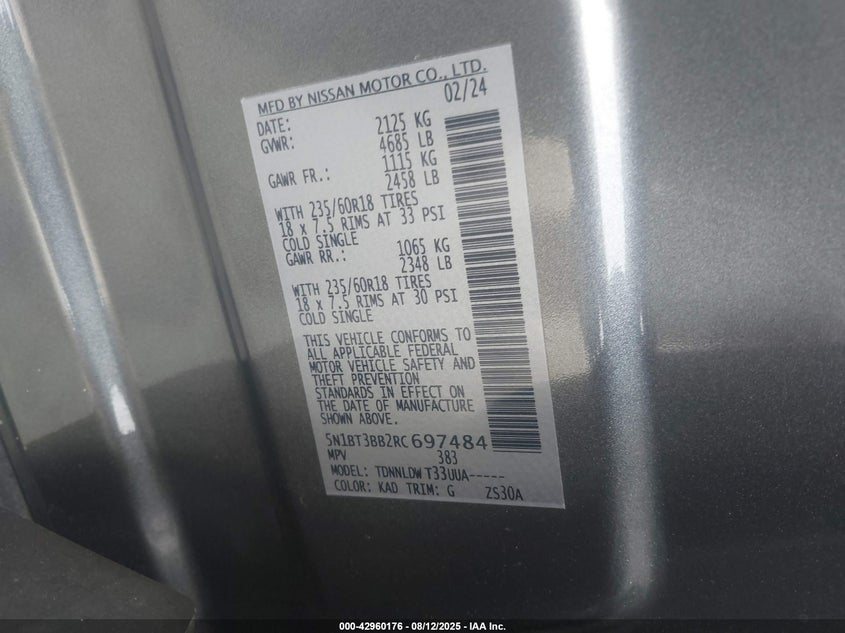 MFD BY NISSAN MOTOR CO., LTD.
DATE: 02/24
GVWR: 2125 KG
4685 LB
GAWR FR.: 1115 KG
2458 LB
WITH 235/60R18 TIRES
18 x 7.5 RIMS AT 33 PSI
COLD SINGLE
GAWR RR.: 1065 KG
2348 LB
WITH 235/60R18 TIRES
18 x 7.5 RIMS AT 30 PSI
COLD SINGLE
THIS VEHICLE CONFORMS TO
ALL APPLICABLE FEDERAL
MOTOR VEHICLE SAFETY AND
THEFT PREVENTION
STANDARDS IN EFFECT ON
THE DATE OF MANUFACTURE
SHOWN ABOVE.
5N1BT3BB2RC697484
MPV 383
MODEL: TDNNLDW T33UUA-----
COLOR: KAD TRIM: G ZS30A
000-42960176 - 08/12/2025 - IAA Inc.